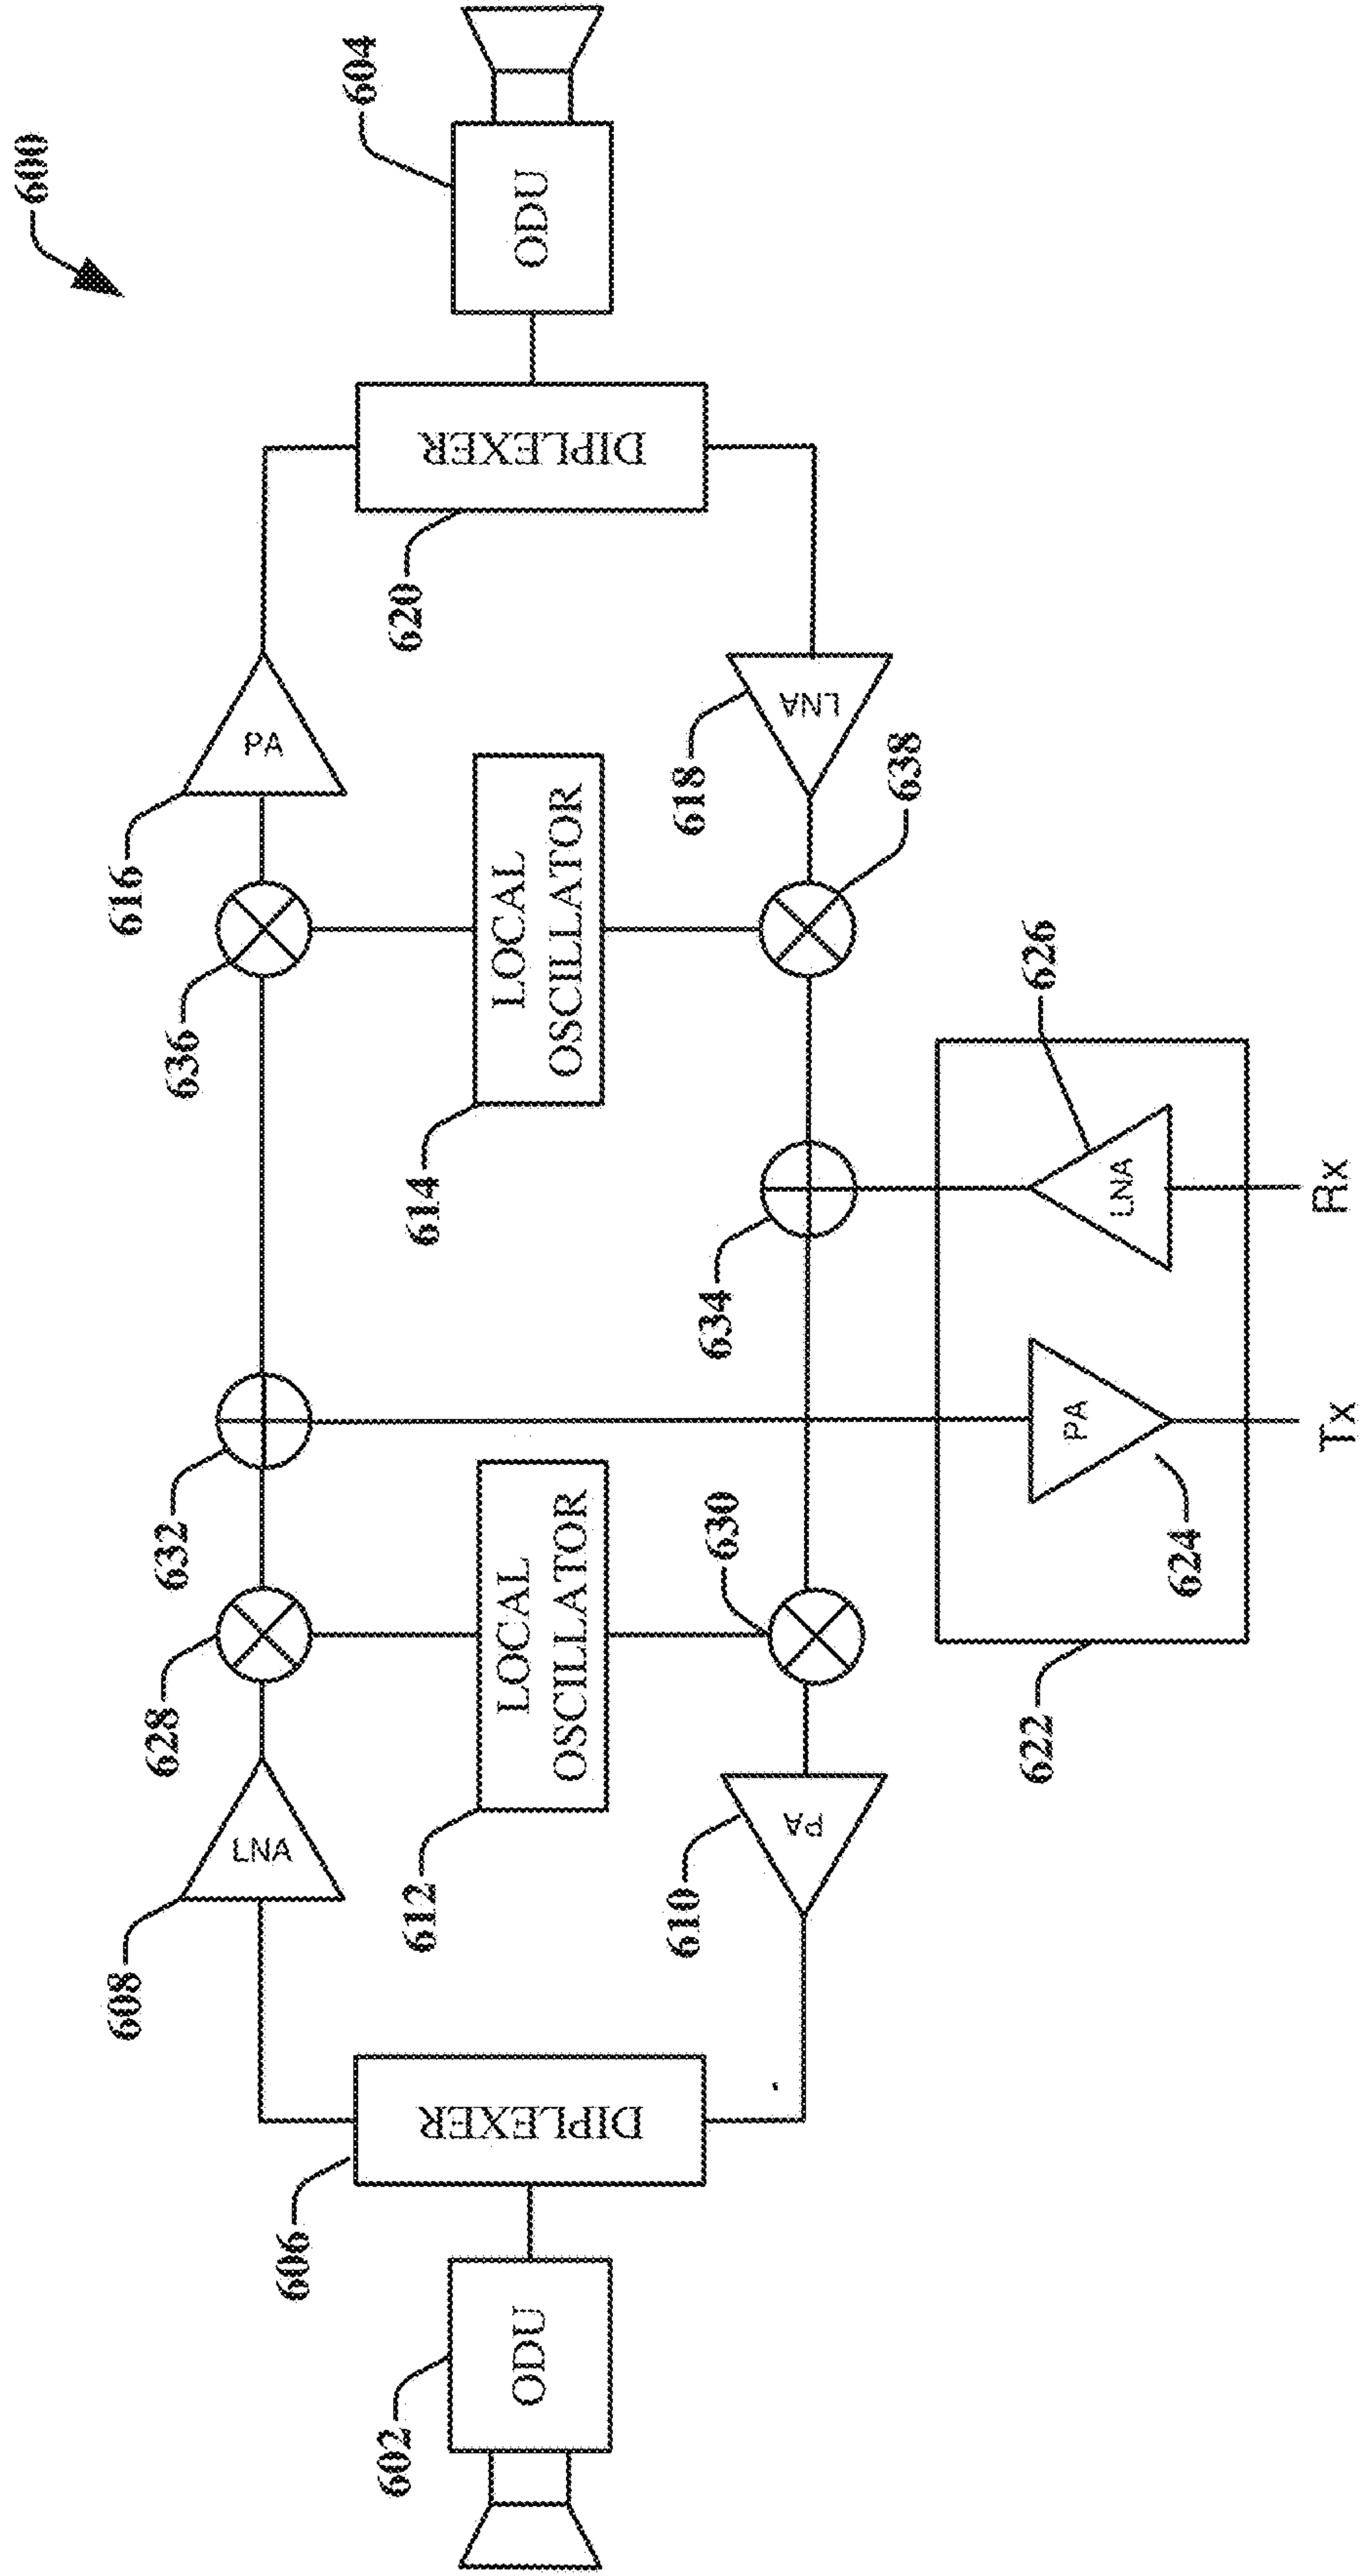 600
604
ODU
DIPLEXER
620
616
PA
LNA
618
636
LOCAL
OSCILLATOR
614
638
634
626
LNA
Rx
632
628
LOCAL
OSCILLATOR
612
630
PA
624
Tx
622
608
LNA
610
PA
606
DIPLEXER
602
ODU